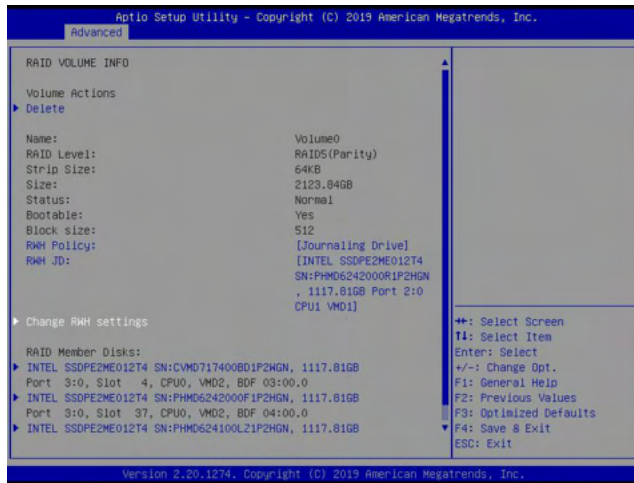 Aptio Setup Utility - Copyright (C) 2019 American Megatrends, Inc.
Advanced
RAID VOLUME INFO
Volume Actions
Delete
Name: Volume0
RAID Level: RAID5(Parity)
Strip Size: 64KB
Size: 2123.84GB
Status: Normal
Bootable: Yes
Block size: 512
RWH Policy: [Journaling Drive]
RWH JD: [INTEL SSDPE2ME012T4
SN:PHMD6242000R1P2HGN
, 1117.81GB Port 2:0
CPU1 VMD1]
Change RWH settings
RAID Member Disks:
INTEL SSDPE2ME012T4 SN:CVMD717400BD1P2WGN, 1117.81GB
Port 3:0, Slot 4, CPU0, VMD2, BDF 03:00.0
INTEL SSDPE2ME012T4 SN:PHMD6242000F1P2HGN, 1117.81GB
Port 3:0, Slot 37, CPU0, VMD2, BDF 04:00.0
INTEL SSDPE2ME012T4 SN:PHMD624100L21P2HGN, 1117.81GB
→←: Select Screen
↑↓: Select Item
Enter: Select
+/-: Change Opt.
F1: General Help
F2: Previous Values
F3: Optimized Defaults
F4: Save & Exit
ESC: Exit
Version 2.20.1274. Copyright (C) 2019 American Megatrends, Inc.